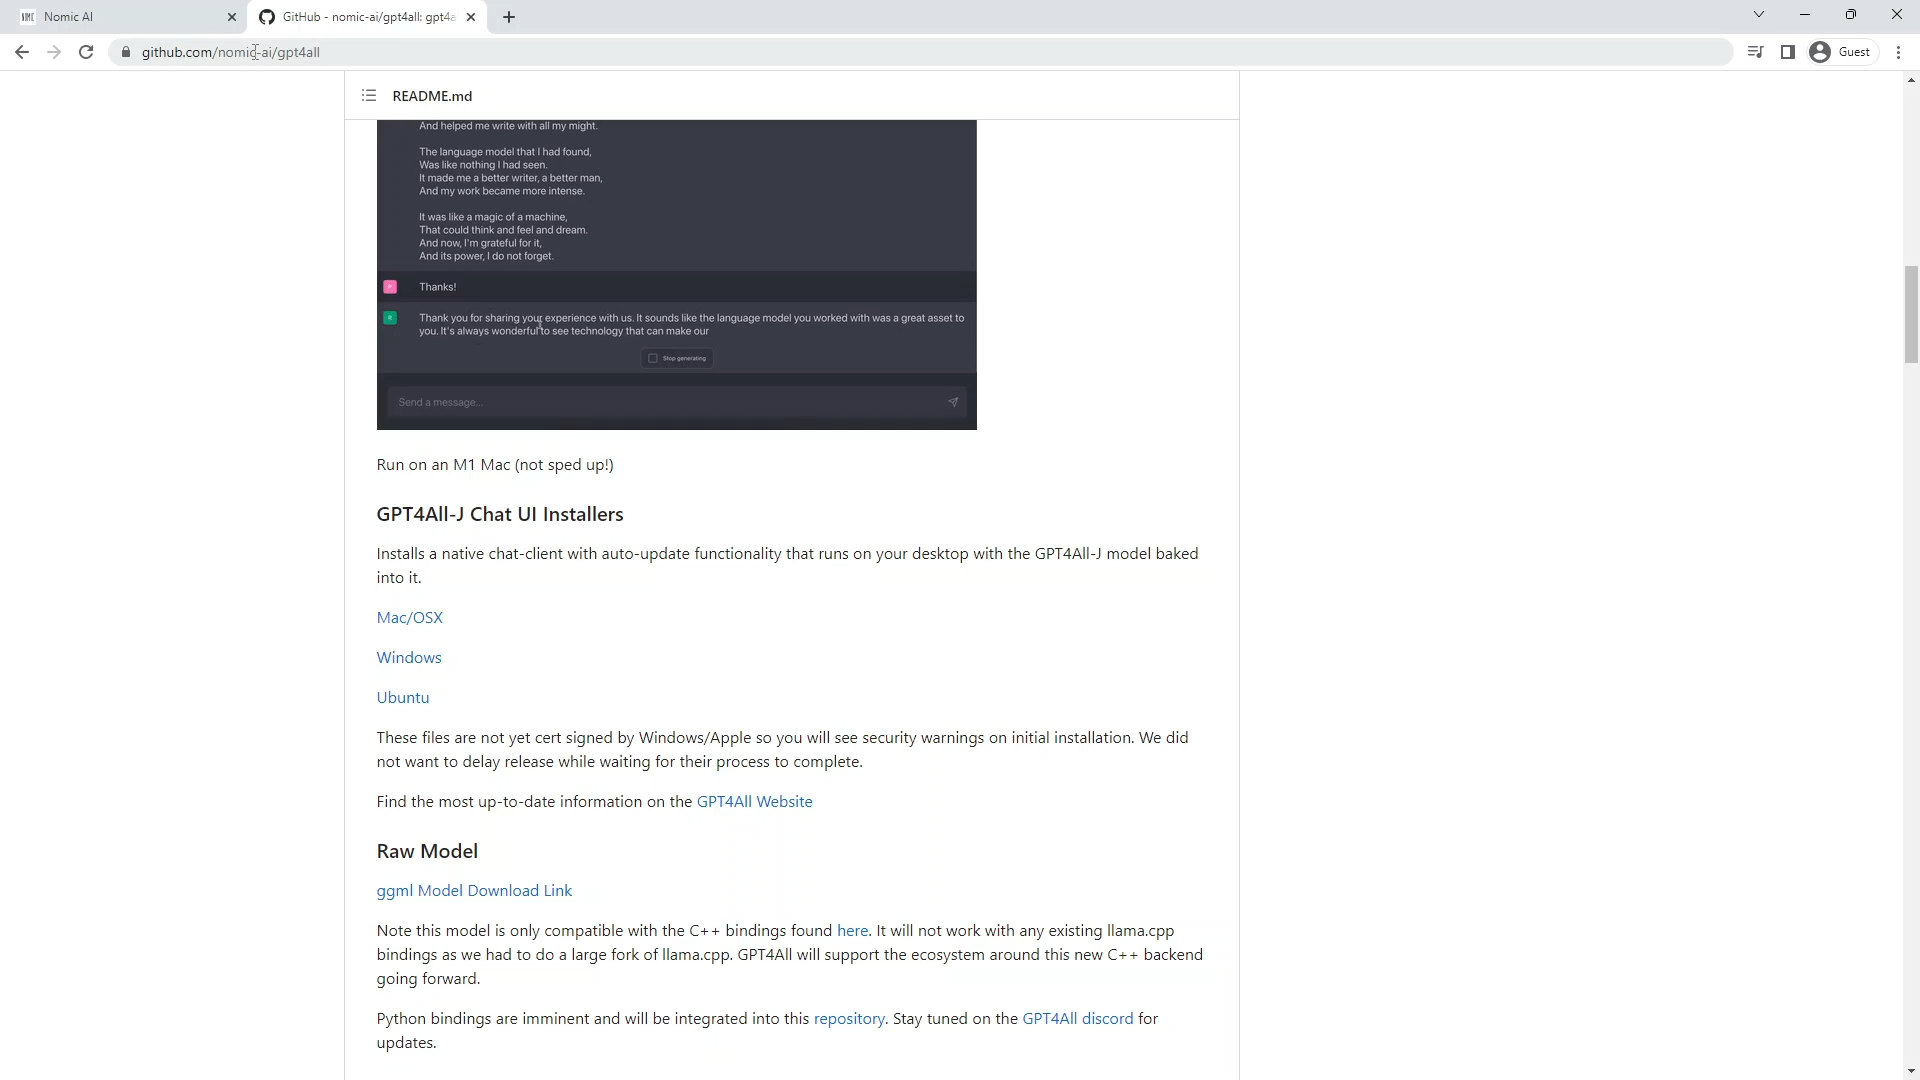 Nomic AI
GitHub - nomic-ai/gpt4all: gpt4a
github.com/nomic-ai/gpt4all
Guest
README.md
And helped me write with all my might.
The language model that I had found,
Was like nothing I had seen.
It made me a better writer, a better man,
And my work became more intense.
It was like a magic of a machine,
That could think and feel and dream.
And now, I'm grateful for it,
And its power, I do not forget.
Thanks!
Thank you for sharing your experience with us. It sounds like the language model you worked with was a great asset to
you. It's always wonderful to see technology that can make our
Stop generating
Send a message...
Run on an M1 Mac (not sped up!)
GPT4All-J Chat UI Installers
Installs a native chat-client with auto-update functionality that runs on your desktop with the GPT4All-J model baked
into it.
Mac/OSX
Windows
Ubuntu
These files are not yet cert signed by Windows/Apple so you will see security warnings on initial installation. We did
not want to delay release while waiting for their process to complete.
Find the most up-to-date information on the GPT4All Website
Raw Model
ggml Model Download Link
Note this model is only compatible with the C++ bindings found here. It will not work with any existing llama.cpp
bindings as we had to do a large fork of llama.cpp. GPT4All will support the ecosystem around this new C++ backend
going forward.
Python bindings are imminent and will be integrated into this repository. Stay tuned on the GPT4All discord for
updates.